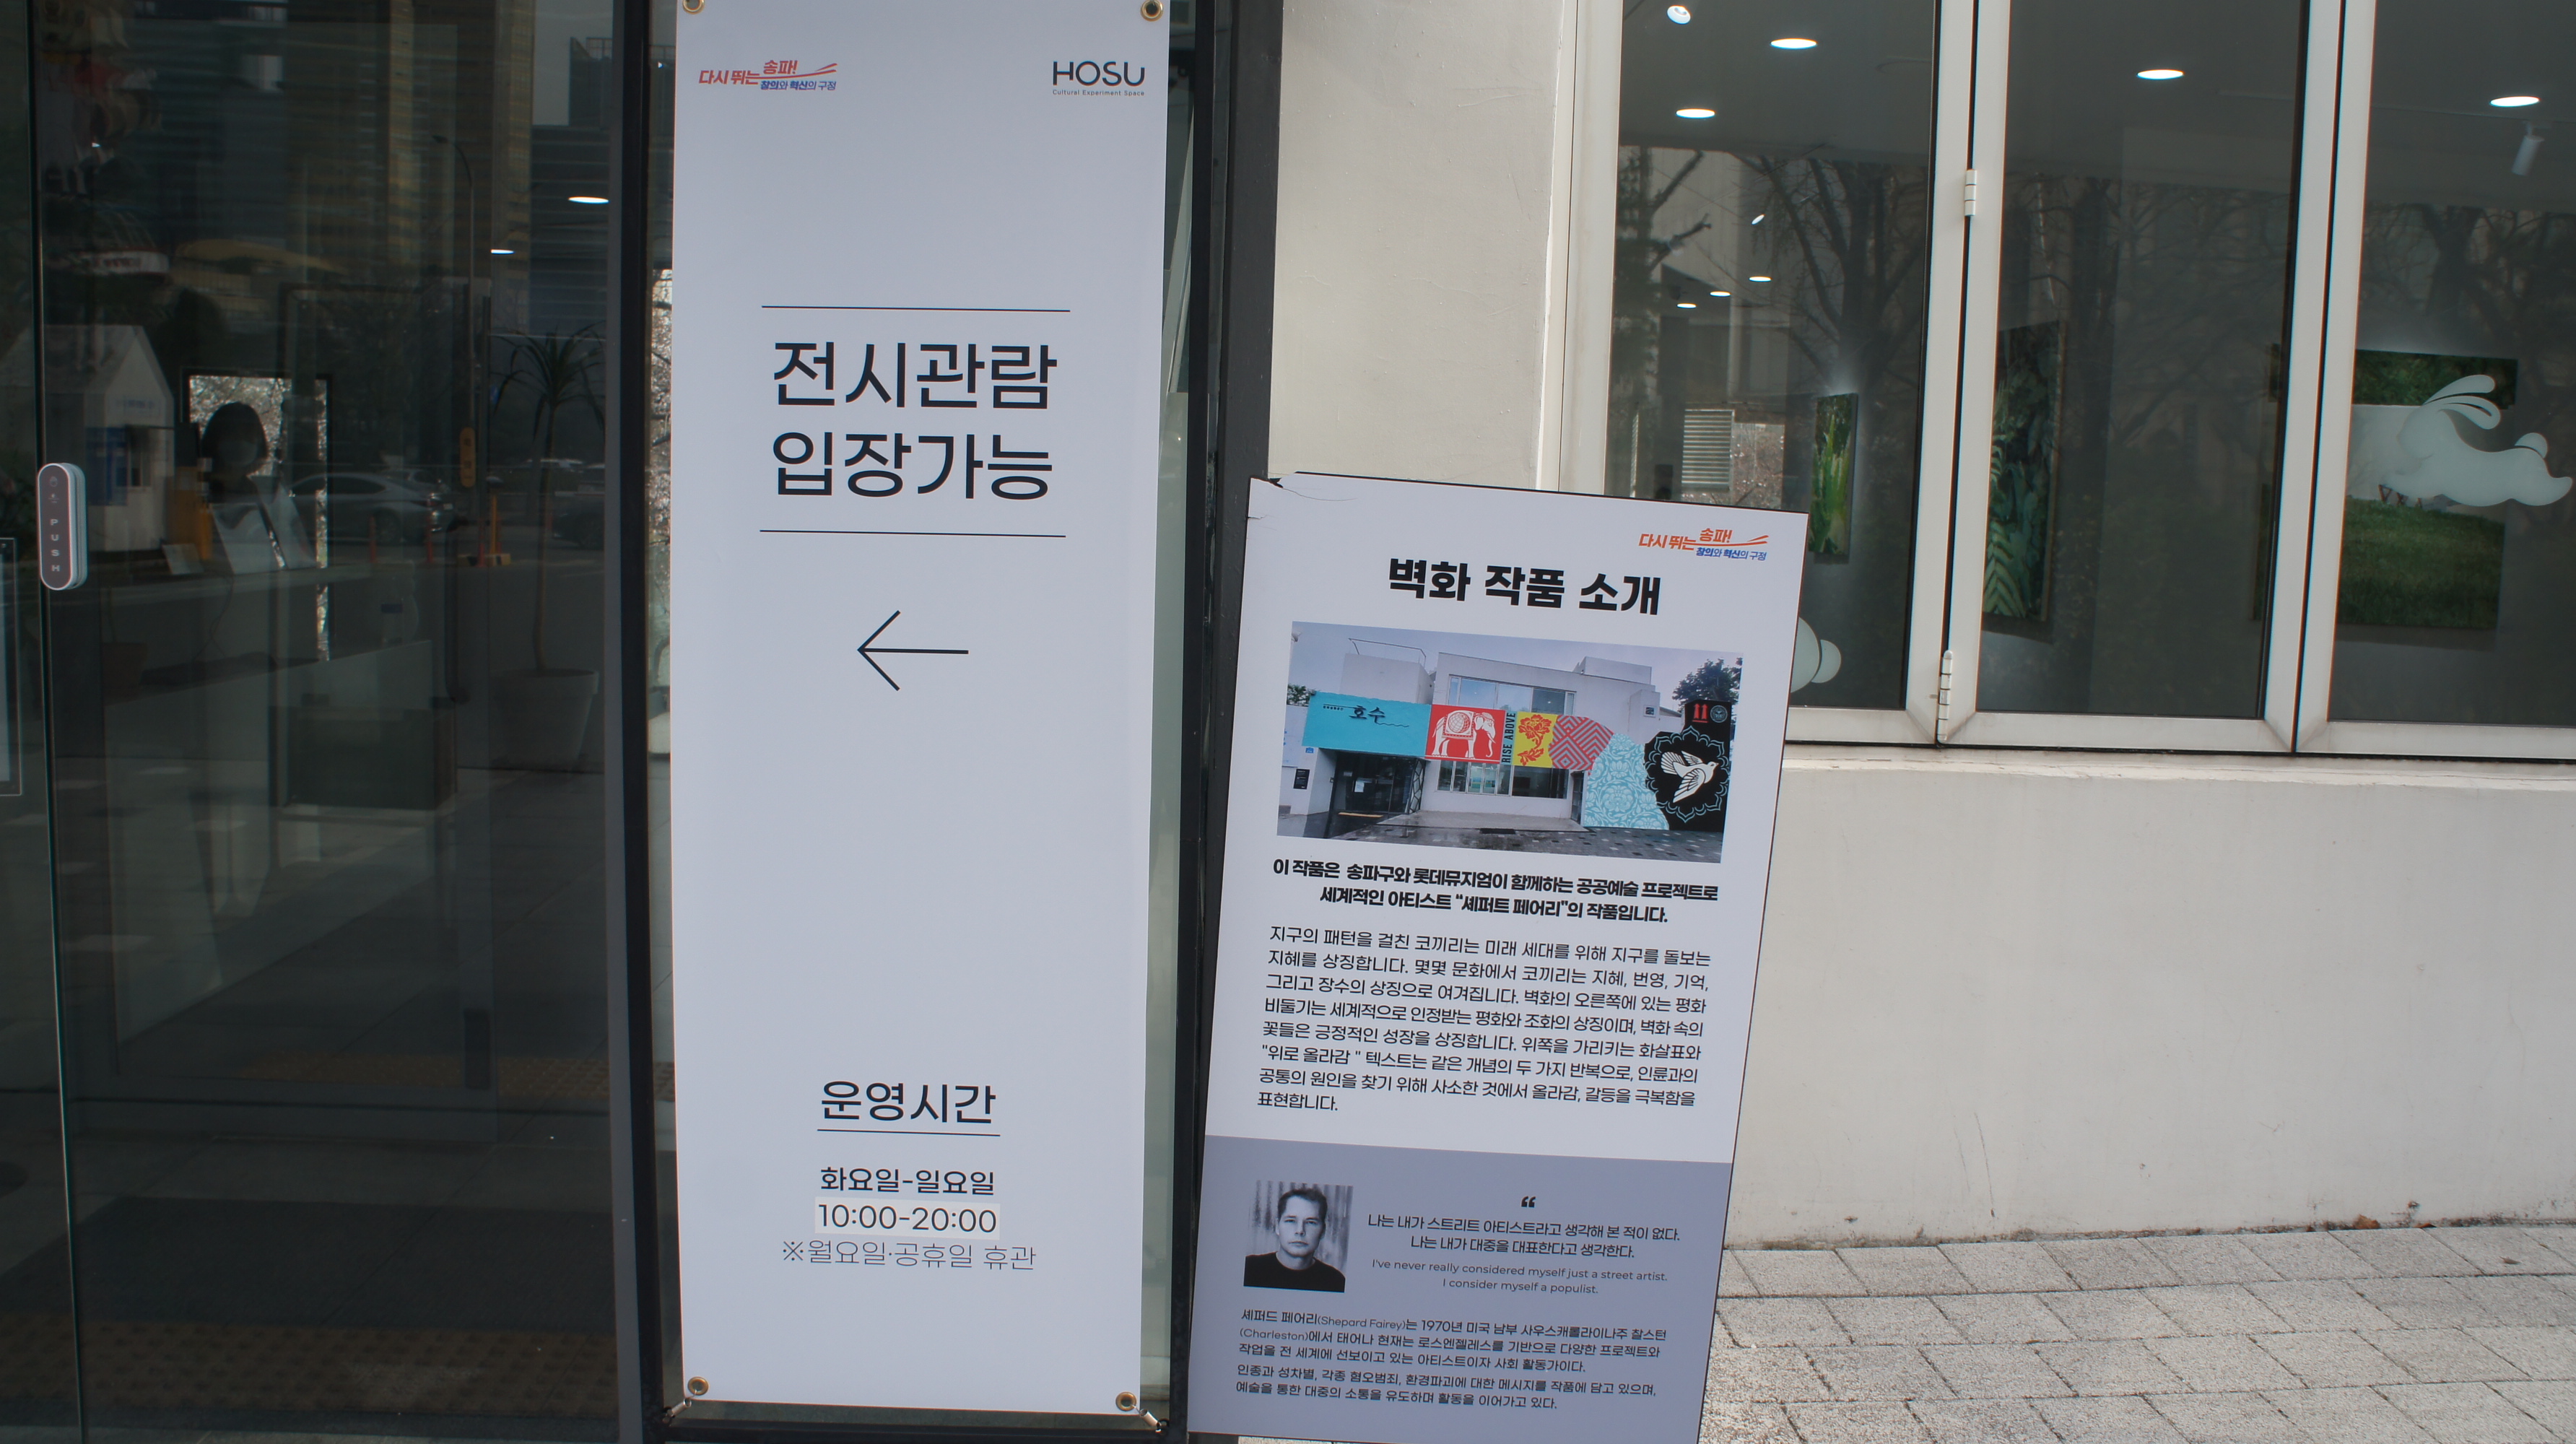 PUSH
다시 뛰는 송파!
창의와 혁신의 구정
HOSU
Cultural Experiment Space
전시관람
입장가능
운영시간
화요일-일요일
10:00-20:00
※월요일·공휴일 휴관
다시 뛰는 송파!
창의와 혁신의 구정
벽화 작품 소개
호수
RISE ABOVE
이 작품은 송파구와 롯데뮤지엄이 함께하는 공공예술 프로젝트로
세계적인 아티스트 "셰퍼트 페어리"의 작품입니다.
지구의 패턴을 걸친 코끼리는 미래 세대를 위해 지구를 돌보는
지혜를 상징합니다. 몇몇 문화에서 코끼리는 지혜, 번영, 기억,
그리고 장수의 상징으로 여겨집니다. 벽화의 오른쪽에 있는 평화
비둘기는 세계적으로 인정받는 평화와 조화의 상징이며, 벽화 속의
꽃들은 긍정적인 성장을 상징합니다. 위쪽을 가리키는 화살표와
"위로 올라감 " 텍스트는 같은 개념의 두 가지 반복으로, 인류과의
공통의 원인을 찾기 위해 사소한 것에서 올라감, 갈등을 극복함을
표현합니다.
“
나는 내가 스트리트 아티스트라고 생각해 본 적이 없다.
나는 내가 대중을 대표한다고 생각한다.
I've never really considered myself just a street artist.
I consider myself a populist.
셰퍼드 페어리(Shepard Fairey)는 1970년 미국 남부 사우스캐롤라이나주 찰스턴
(Charleston)에서 태어나 현재는 로스엔젤레스를 기반으로 다양한 프로젝트와
작업을 전 세계에 선보이고 있는 아티스트이자 사회 활동가이다.
인종과 성차별, 각종 혐오범죄, 환경파괴에 대한 메시지를 작품에 담고 있으며,
예술을 통한 대중의 소통을 유도하며 활동을 이어가고 있다.